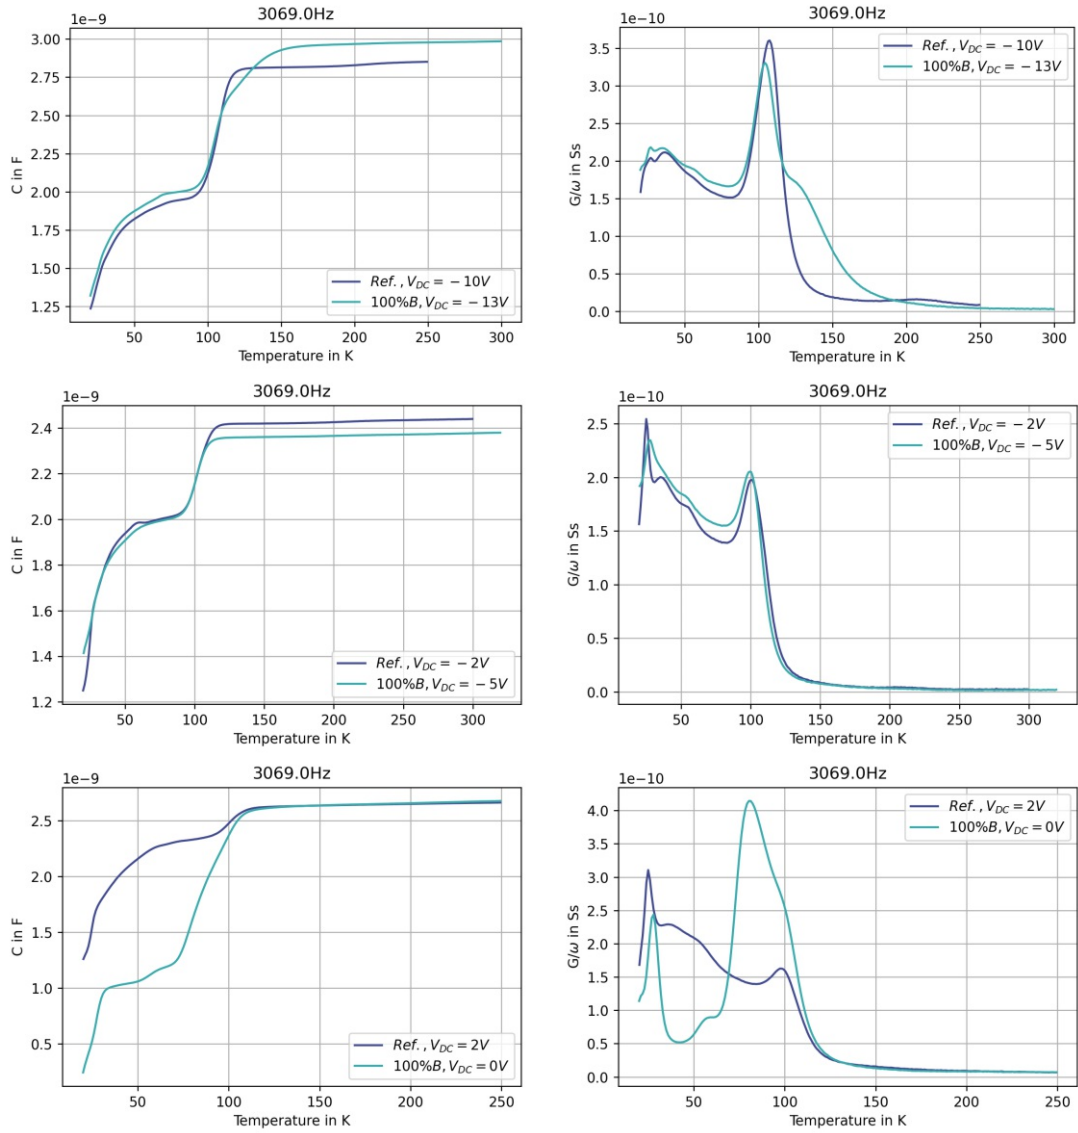 3069.0Hz
1e−9
C in F
3.00
2.75
2.50
2.25
2.00
1.75
1.50
1.25
50 100 150 200 250 300
Temperature in K
Ref., V_DC = −10V
100%B, V_DC = −13V
3069.0Hz
1e−10
G/ω in Ss
3.5
3.0
2.5
2.0
1.5
1.0
0.5
0.0
50 100 150 200 250 300
Temperature in K
Ref., V_DC = −10V
100%B, V_DC = −13V
3069.0Hz
1e−9
C in F
2.4
2.2
2.0
1.8
1.6
1.4
1.2
50 100 150 200 250 300
Temperature in K
Ref., V_DC = −2V
100%B, V_DC = −5V
3069.0Hz
1e−10
G/ω in Ss
2.5
2.0
1.5
1.0
0.5
0.0
50 100 150 200 250 300
Temperature in K
Ref., V_DC = −2V
100%B, V_DC = −5V
3069.0Hz
1e−9
C in F
2.5
2.0
1.5
1.0
0.5
50 100 150 200 250
Temperature in K
Ref., V_DC = 2V
100%B, V_DC = 0V
3069.0Hz
1e−10
G/ω in Ss
4.0
3.5
3.0
2.5
2.0
1.5
1.0
0.5
0.0
50 100 150 200 250
Temperature in K
Ref., V_DC = 2V
100%B, V_DC = 0V